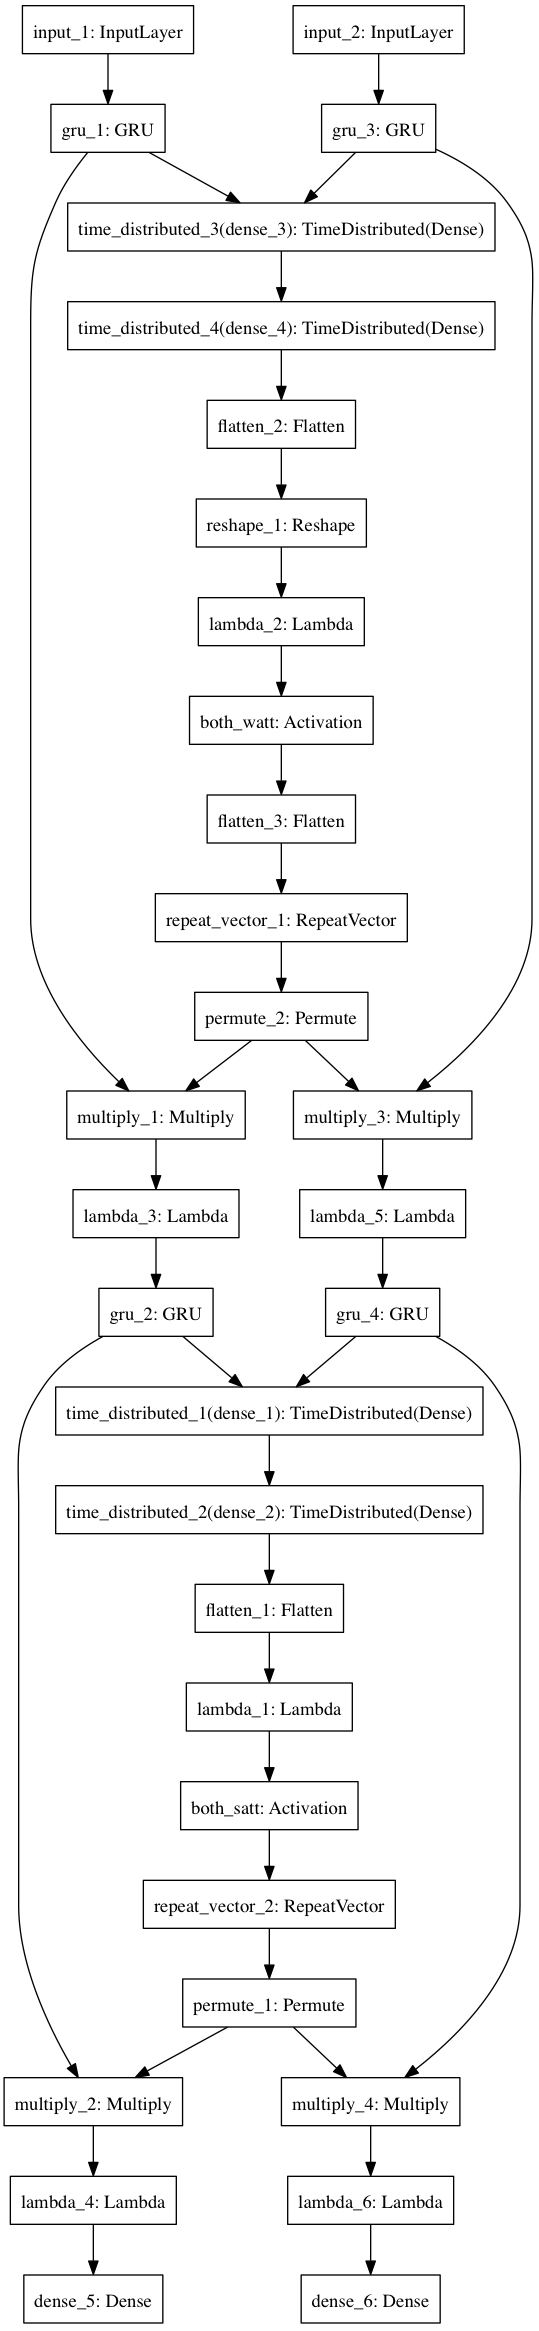 input_1: InputLayer
input_2: InputLayer
gru_1: GRU
gru_3: GRU
time_distributed_3(dense_3): TimeDistributed(Dense)
time_distributed_4(dense_4): TimeDistributed(Dense)
flatten_2: Flatten
reshape_1: Reshape
lambda_2: Lambda
both_watt: Activation
flatten_3: Flatten
repeat_vector_1: RepeatVector
permute_2: Permute
multiply_1: Multiply
multiply_3: Multiply
lambda_3: Lambda
lambda_5: Lambda
gru_2: GRU
gru_4: GRU
time_distributed_1(dense_1): TimeDistributed(Dense)
time_distributed_2(dense_2): TimeDistributed(Dense)
flatten_1: Flatten
lambda_1: Lambda
both_satt: Activation
repeat_vector_2: RepeatVector
permute_1: Permute
multiply_2: Multiply
multiply_4: Multiply
lambda_4: Lambda
lambda_6: Lambda
dense_5: Dense
dense_6: Dense